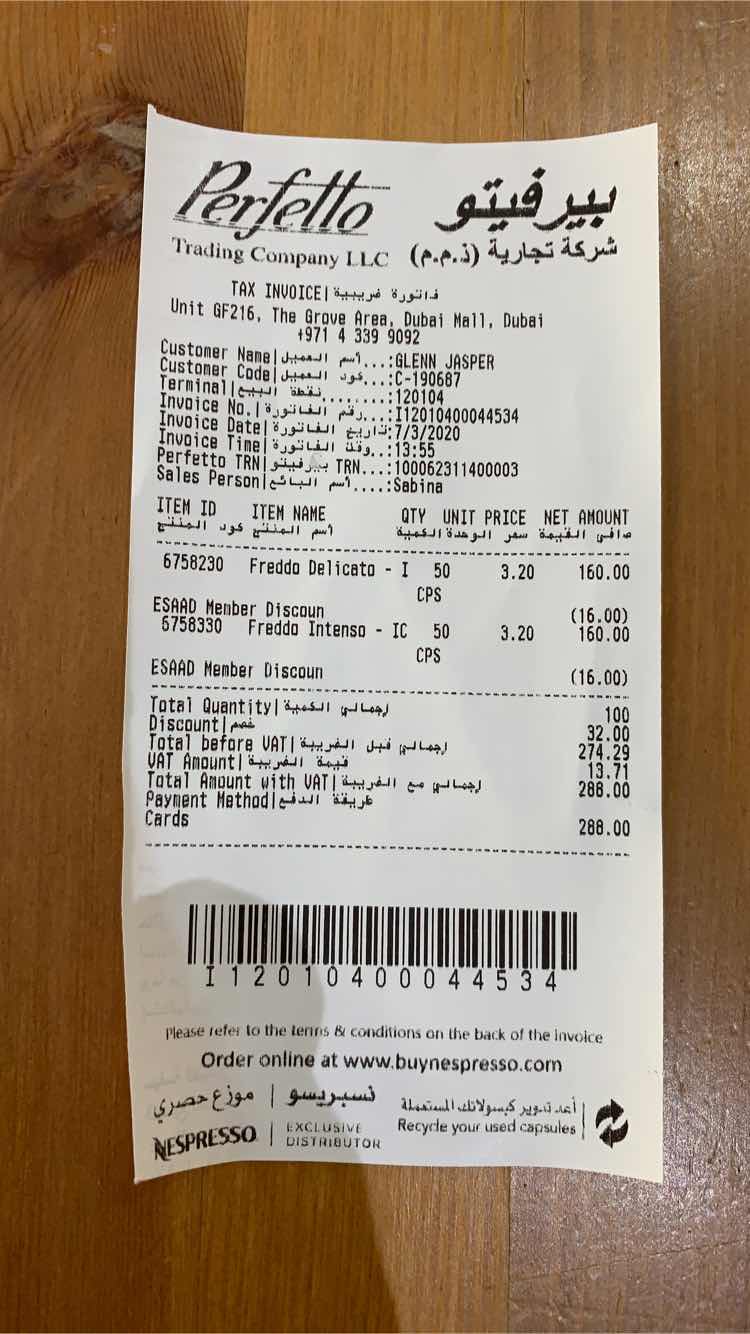 Perfetto بيرفيتو
Trading Company LLC شركة تجارية (ذ.م.م)
TAX INVOICE|فاتورة ضريبية
Unit GF216, The Grove Area, Dubai Mall, Dubai
+971 4 339 9092
Customer Name|أسم العميل...:GLENN JASPER
Customer Code|كود العميل...:C-190687
Terminal|نقطة البيع........:120104
Invoice No.|رقم الفاتورة...:I12010400044534
Invoice Date|تاريخ الفاتورة:7/3/2020
Invoice Time|وقت الفاتورة..:13:55
Perfetto TRN|بيرفيتو TRN...:100062311400003
Sales Person|أسم البائع....:Sabina
ITEM ID ITEM NAME QTY UNIT PRICE NET AMOUNT
كود المنتج أسم المنتج الكمية سعر الوحدة صافي القيمة
6758230 Freddo Delicato - I 50 3.20 160.00
CPS
ESAAD Member Discoun (16.00)
6758330 Freddo Intenso - IC 50 3.20 160.00
CPS
ESAAD Member Discoun (16.00)
Total Quantity|إجمالي الكمية 100
Discount|خصم 32.00
Total before VAT|إجمالي قبل الضريبة 274.29
VAT Amount|قيمة الضريبة 13.71
Total Amount with VAT|إجمالي مع الضريبة 288.00
Payment Method|طريقة الدفع
Cards 288.00
I12010400044534
Please refer to the terms & conditions on the back of the invoice
Order online at www.buynespresso.com
نسبريسو | موزع حصري
أعد تدوير كبسولاتك المستعملة
NESPRESSO | EXCLUSIVE DISTRIBUTOR
Recycle your used capsules